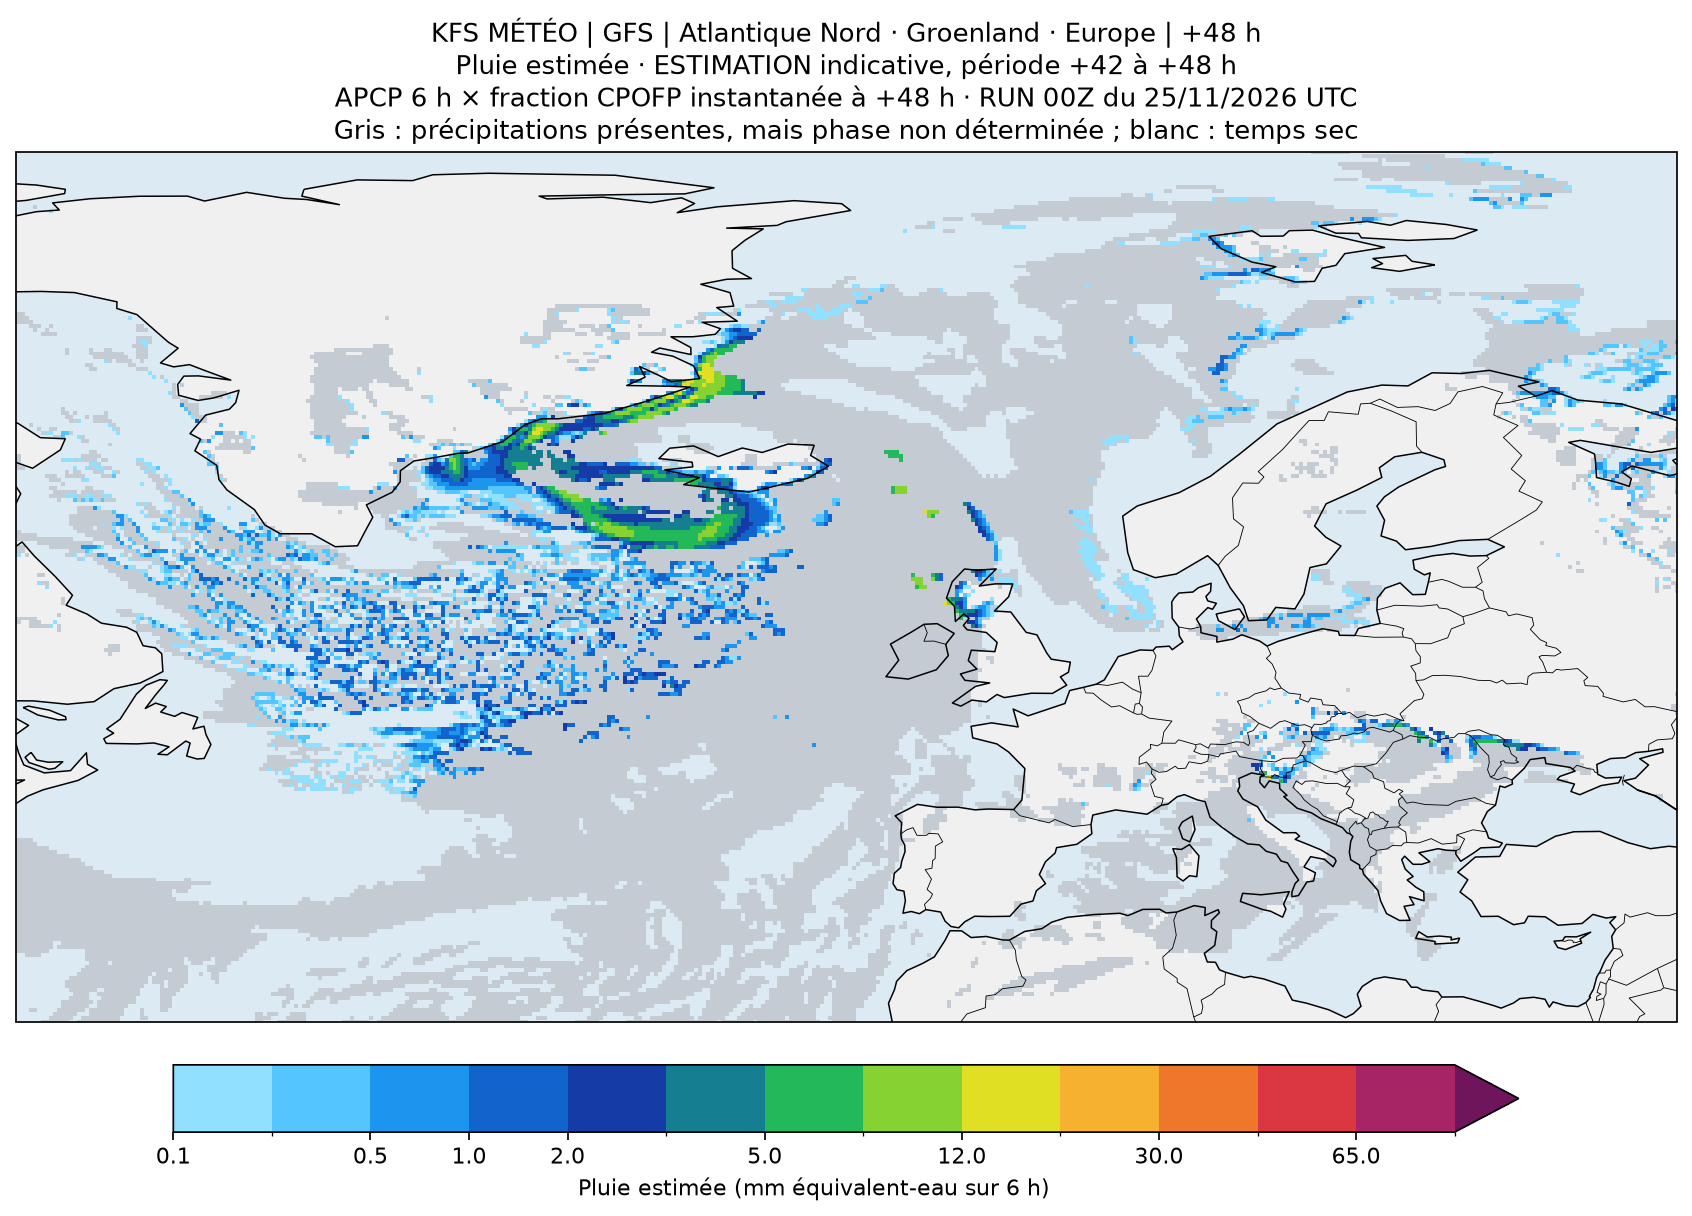 KFS MÉTÉO | GFS | Atlantique Nord · Groenland · Europe | +48 h
Pluie estimée · ESTIMATION indicative, période +42 à +48 h
APCP 6 h × fraction CPOFP instantanée à +48 h · RUN 00Z du 25/11/2026 UTC
Gris : précipitations présentes, mais phase non déterminée ; blanc : temps sec
0.1 0.5 1.0 2.0 5.0 12.0 30.0 65.0
Pluie estimée (mm équivalent-eau sur 6 h)